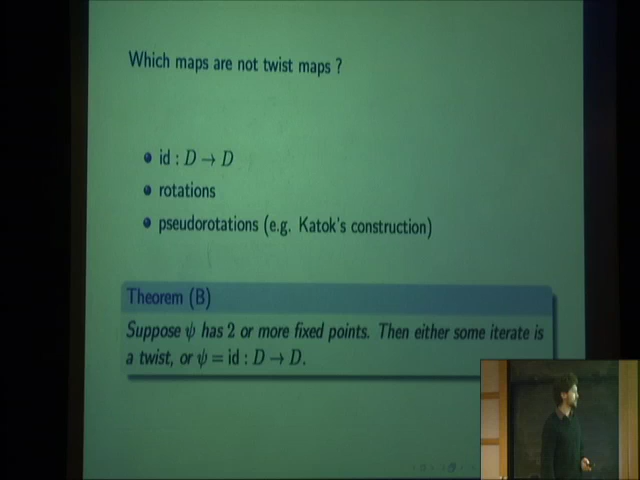 Which maps are not twist maps ?
id : D → D
rotations
pseudorotations (e.g. Katok's construction)
Theorem (B)
Suppose ψ has 2 or more fixed points. Then either some iterate is
a twist, or ψ = id : D → D.